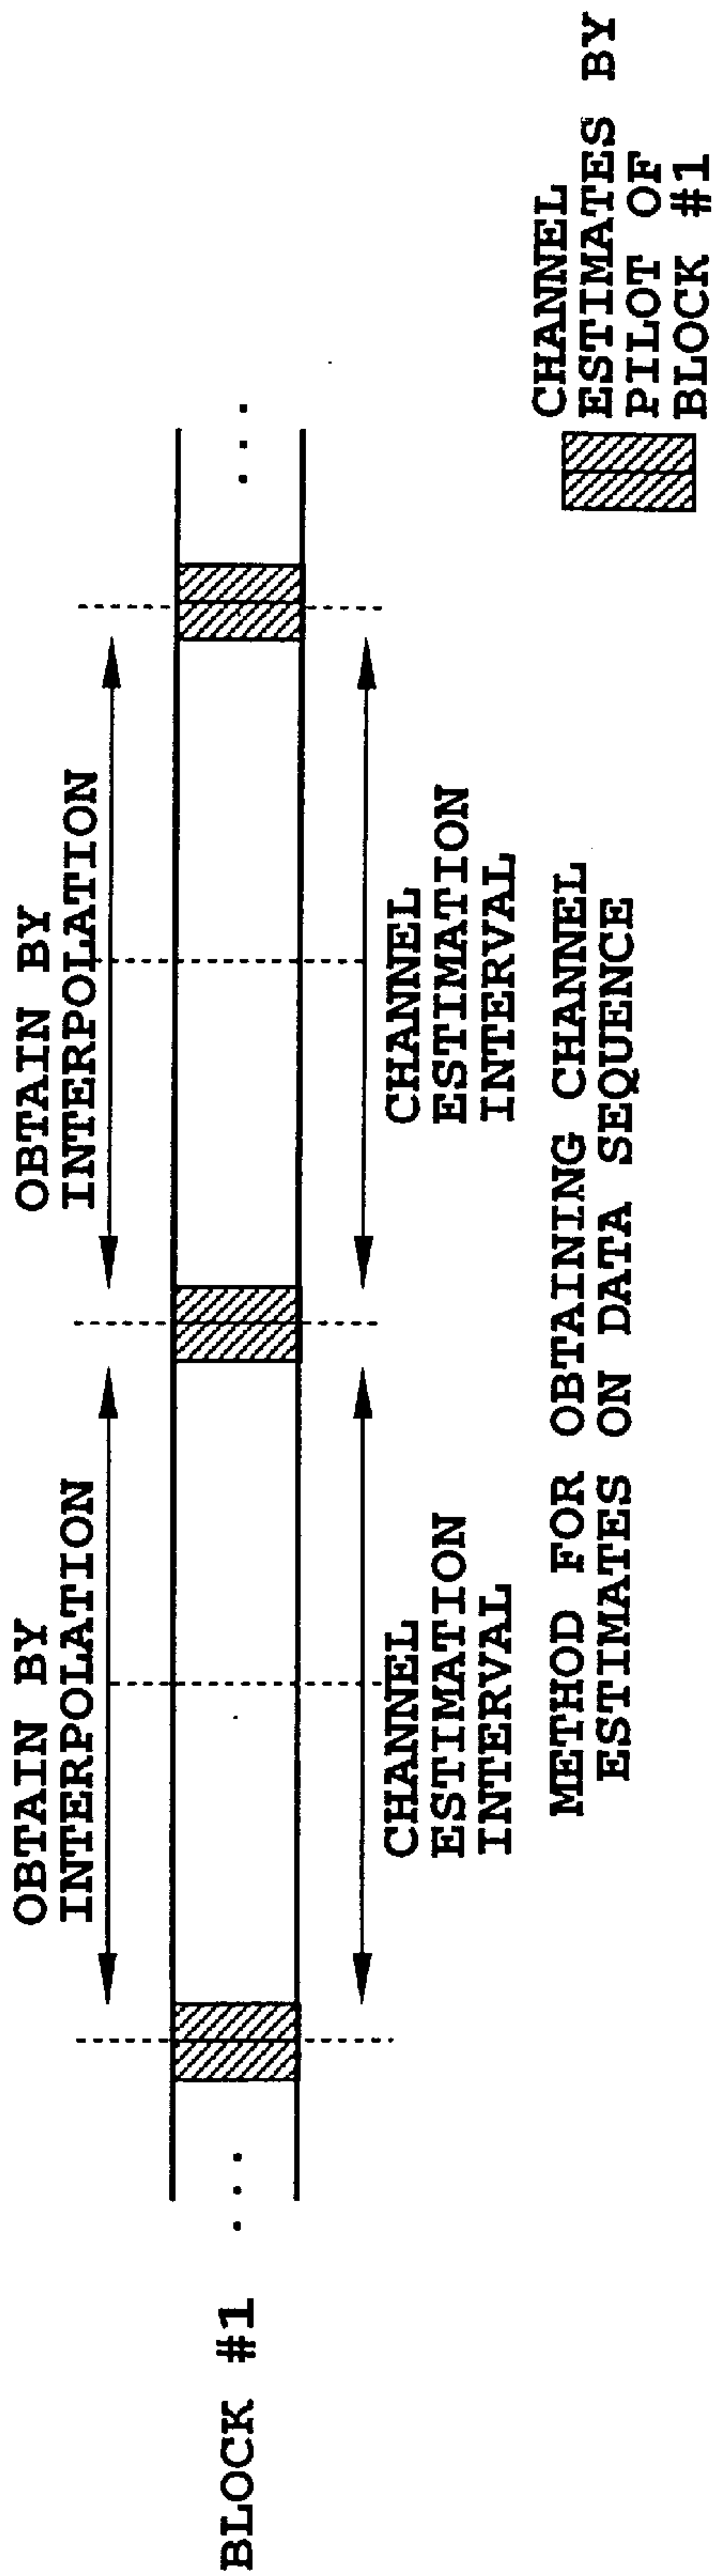 OBTAIN BY
INTERPOLATION
OBTAIN BY
INTERPOLATION
BLOCK #1
...
...
CHANNEL
ESTIMATION
INTERVAL
CHANNEL
ESTIMATION
INTERVAL
METHOD FOR OBTAINING CHANNEL
ESTIMATES ON DATA SEQUENCE
CHANNEL
ESTIMATES BY
PILOT OF
BLOCK #1